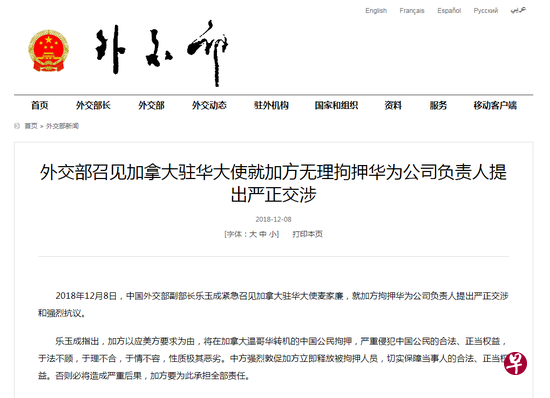 English Français Español Русский عربي
外交部
首页 外交部长 外交部 外交动态 驻外机构 国家和组织 资料 服务 移动客户端
首页 > 外交部新闻
外交部召见加拿大驻华大使就加方无理拘押华为公司负责人提
出严正交涉
2018-12-08
[字体：大 中 小] 打印本页
2018年12月8日，中国外交部副部长乐玉成紧急召见加拿大驻华大使麦家廉，就加方拘押华为公司负责人提出严正交涉
和强烈抗议。
乐玉成指出，加方以应美方要求为由，将在加拿大温哥华转机的中国公民拘押，严重侵犯中国公民的合法、正当权益，
于法不顾，于理不合，于情不容，性质极其恶劣。中方强烈敦促加方立即释放被拘押人员，切实保障当事人的合法、正当权
益。否则必将造成严重后果，加方要为此承担全部责任。
早